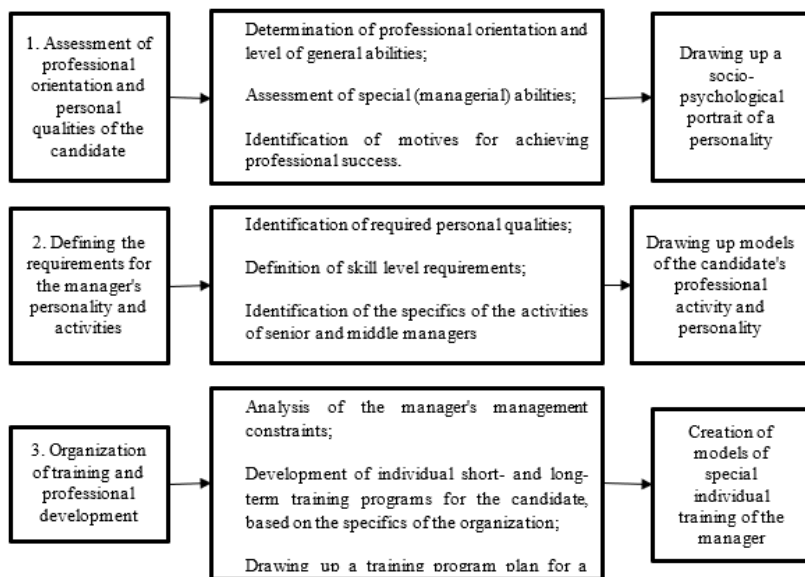 1. Assessment of
professional
orientation and
personal
qualities of the
candidate
Determination of professional orientation and
level of general abilities;
Assessment of special (managerial) abilities;
Identification of motives for achieving
professional success.
Drawing up a
socio-
psychological
portrait of a
personality
2. Defining the
requirements for
the manager's
personality and
activities
Identification of required personal qualities;
Definition of skill level requirements;
Identification of the specifics of the activities
of senior and middle managers
Drawing up models
of the candidate's
professional
activity and
personality
3. Organization
of training and
professional
development
Analysis of the manager's management
constraints;
Development of individual short- and long-
term training programs for the candidate,
based on the specifics of the organization;
Drawing up a training program plan for a
Creation of
models of
special
individual
training of the
manager